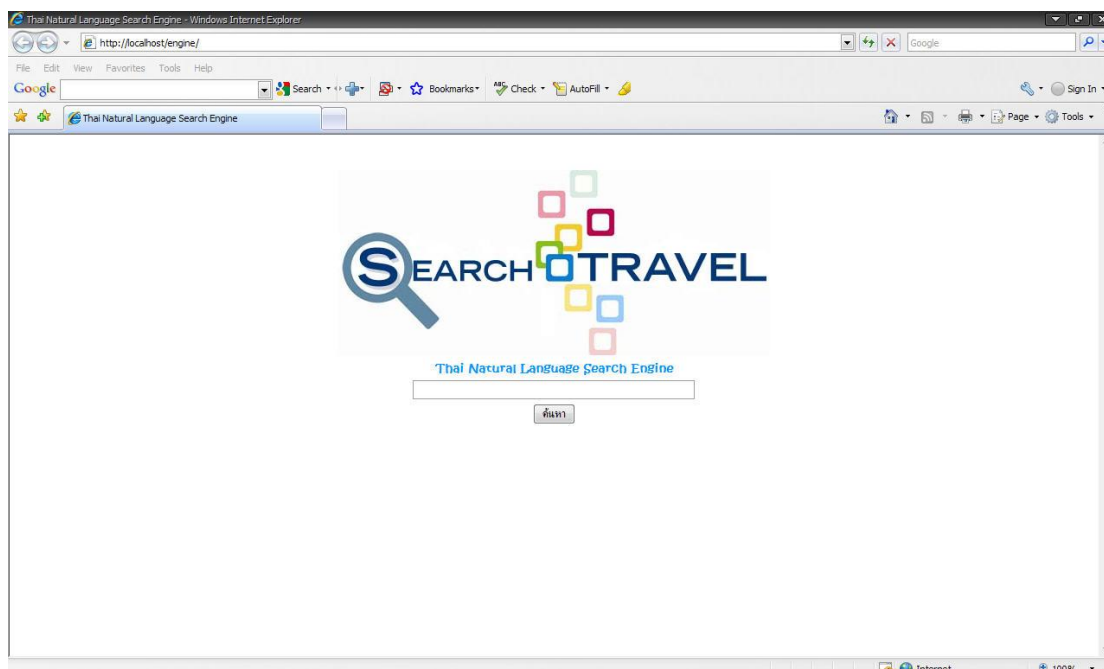 Thai Natural Language Search Engine - Windows Internet Explorer
http://localhost/engine/
Google
File Edit View Favorites Tools Help
Google Search Bookmarks ABC Check AutoFill Sign In
Thai Natural Language Search Engine
Page Tools
SEARCH TRAVEL
Thai Natural Language Search Engine
ค้นหา
Internet 100%